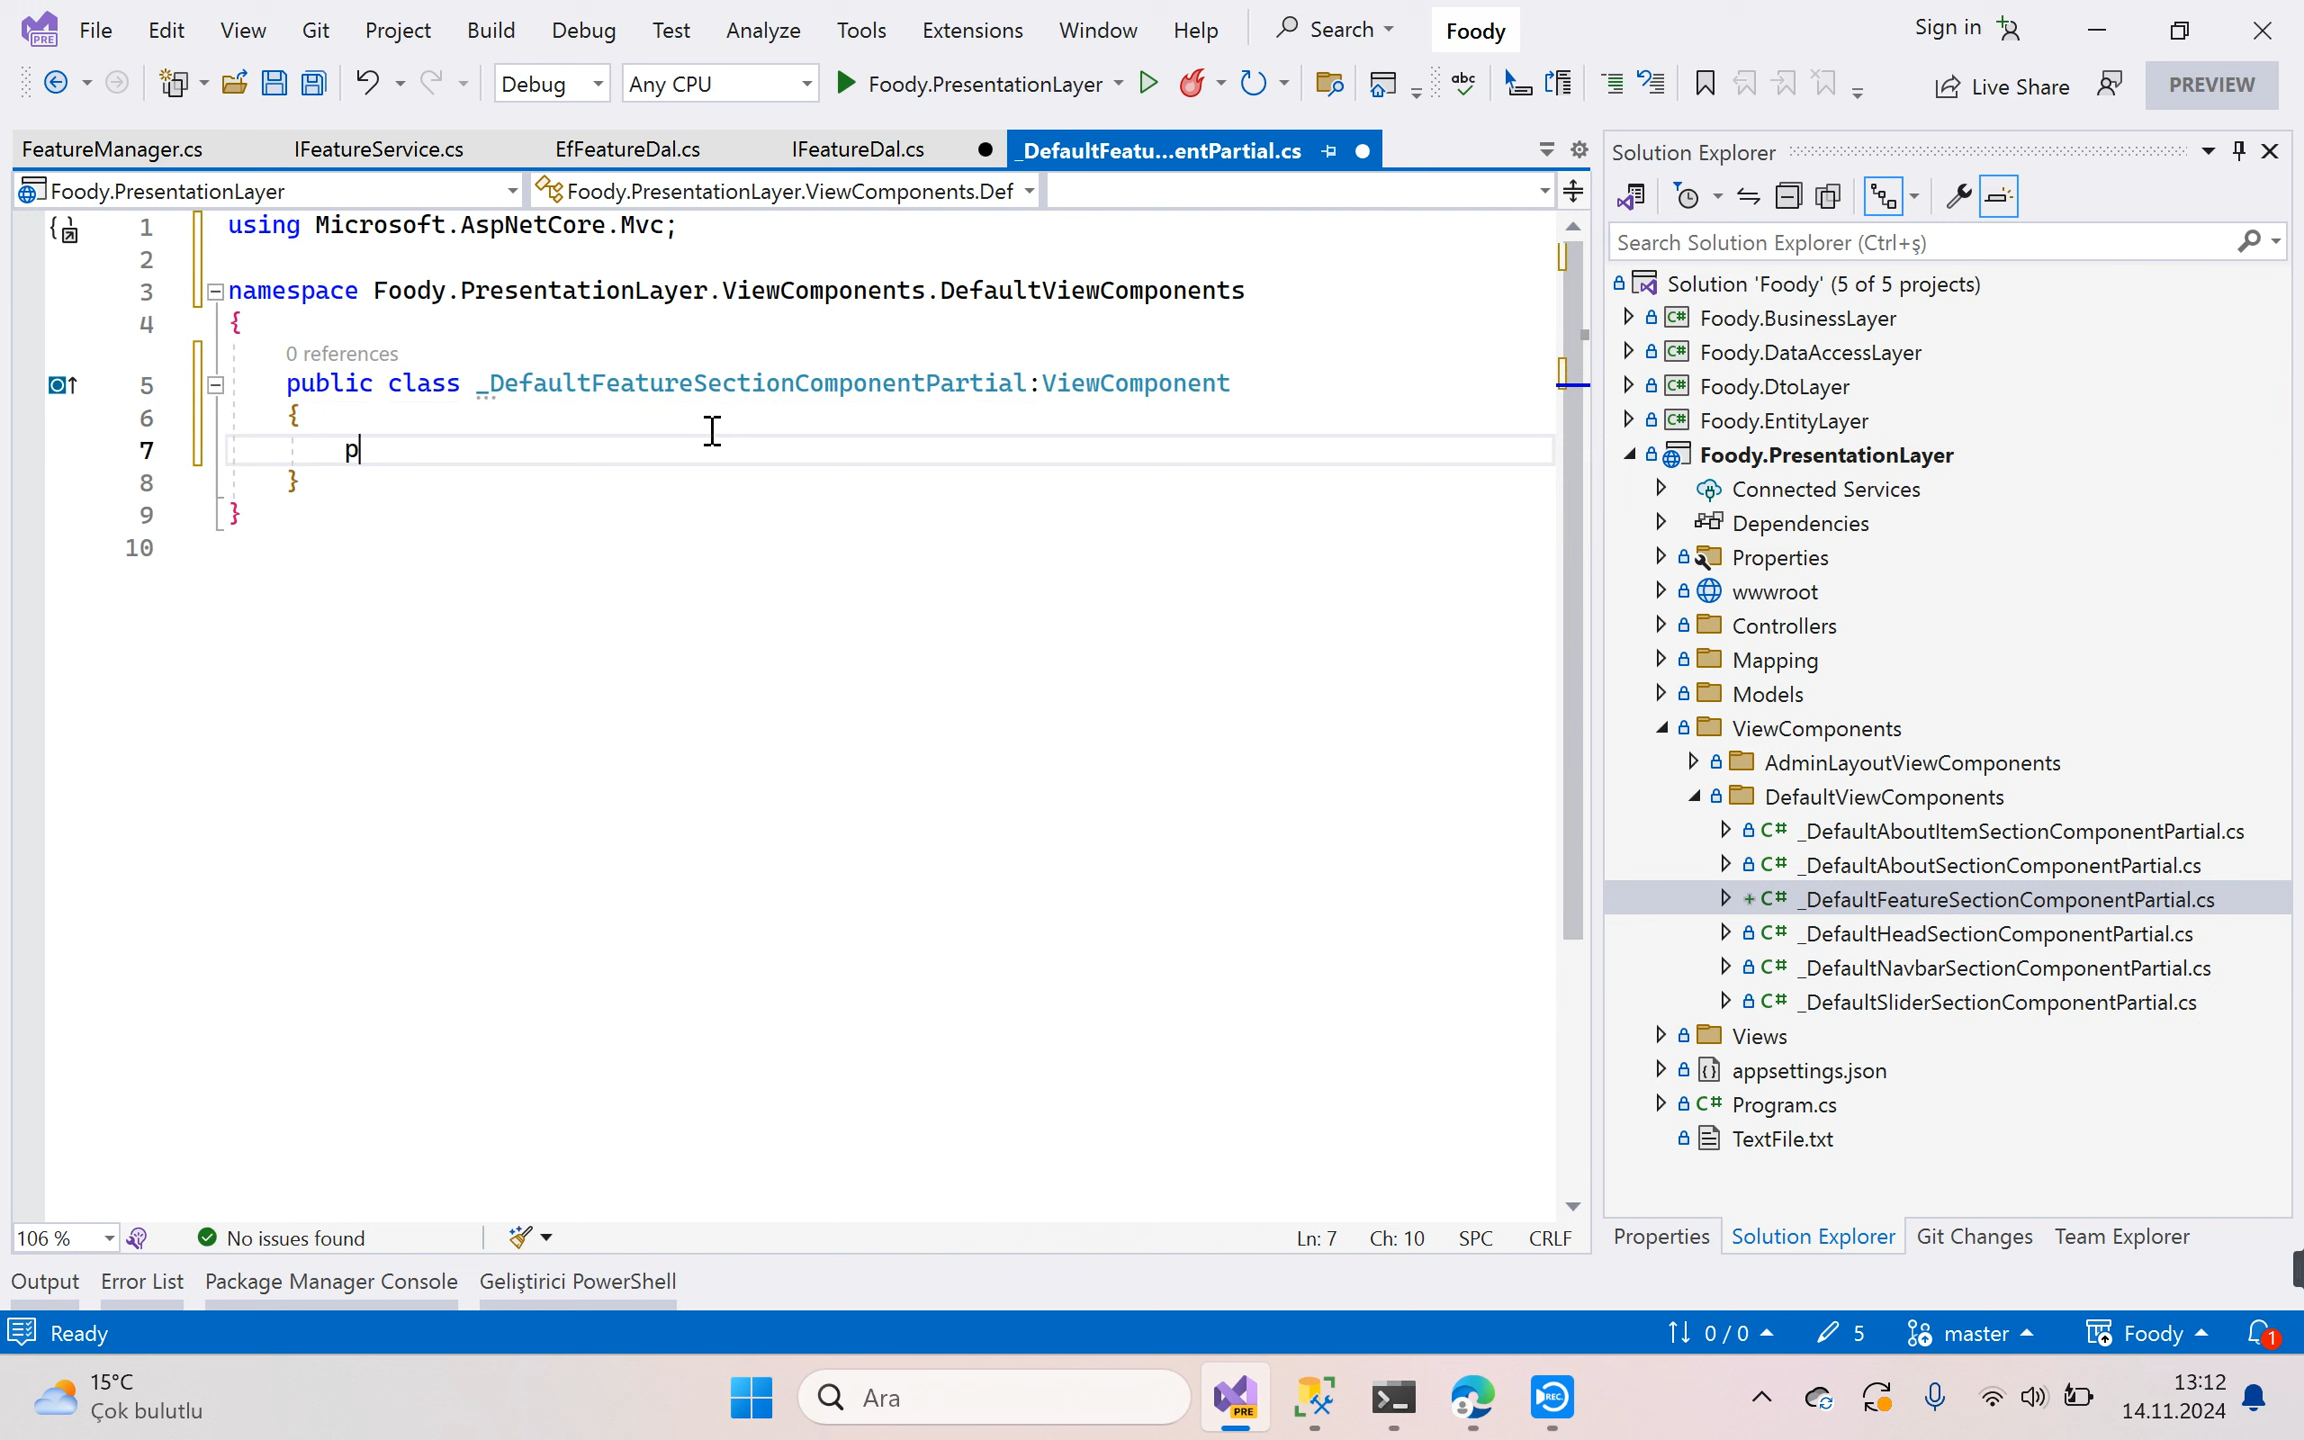 PRE File Edit View Git Project Build Debug Test Analyze Tools Extensions Window Help Search Foody Sign in
Debug Any CPU Foody.PresentationLayer abc Live Share PREVIEW
FeatureManager.cs IFeatureService.cs EfFeatureDal.cs IFeatureDal.cs _DefaultFeatu...entPartial.cs
Foody.PresentationLayer Foody.PresentationLayer.ViewComponents.Def
1 using Microsoft.AspNetCore.Mvc;
2
3 namespace Foody.PresentationLayer.ViewComponents.DefaultViewComponents
4 {
0 references
5 public class _DefaultFeatureSectionComponentPartial:ViewComponent
6 {
7 p
8 }
9 }
10
106 % No issues found Ln: 7 Ch: 10 SPC CRLF
Solution Explorer
Search Solution Explorer (Ctrl+ş)
Solution 'Foody' (5 of 5 projects)
C# Foody.BusinessLayer
C# Foody.DataAccessLayer
C# Foody.DtoLayer
C# Foody.EntityLayer
Foody.PresentationLayer
Connected Services
Dependencies
Properties
wwwroot
Controllers
Mapping
Models
ViewComponents
AdminLayoutViewComponents
DefaultViewComponents
C# _DefaultAboutItemSectionComponentPartial.cs
C# _DefaultAboutSectionComponentPartial.cs
+ C# _DefaultFeatureSectionComponentPartial.cs
C# _DefaultHeadSectionComponentPartial.cs
C# _DefaultNavbarSectionComponentPartial.cs
C# _DefaultSliderSectionComponentPartial.cs
Views
appsettings.json
C# Program.cs
TextFile.txt
Properties Solution Explorer Git Changes Team Explorer
Output Error List Package Manager Console Geliştirici PowerShell
Ready 0 / 0 5 master Foody 1
15°C
Çok bulutlu
Ara
PRE
REC
13:12
14.11.2024